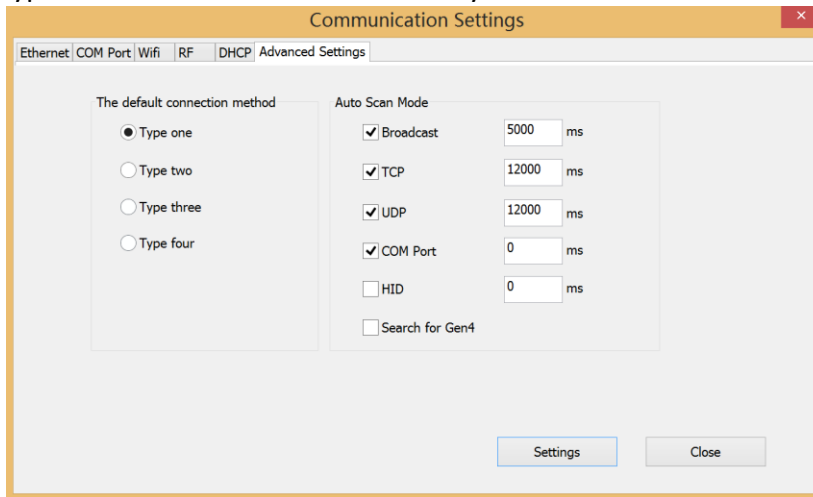 Communication Settings
Ethernet COM Port Wifi RF DHCP Advanced Settings
The default connection method
Type one
Type two
Type three
Type four
Auto Scan Mode
Broadcast 5000 ms
TCP 12000 ms
UDP 12000 ms
COM Port 0 ms
HID 0 ms
Search for Gen4
Settings Close